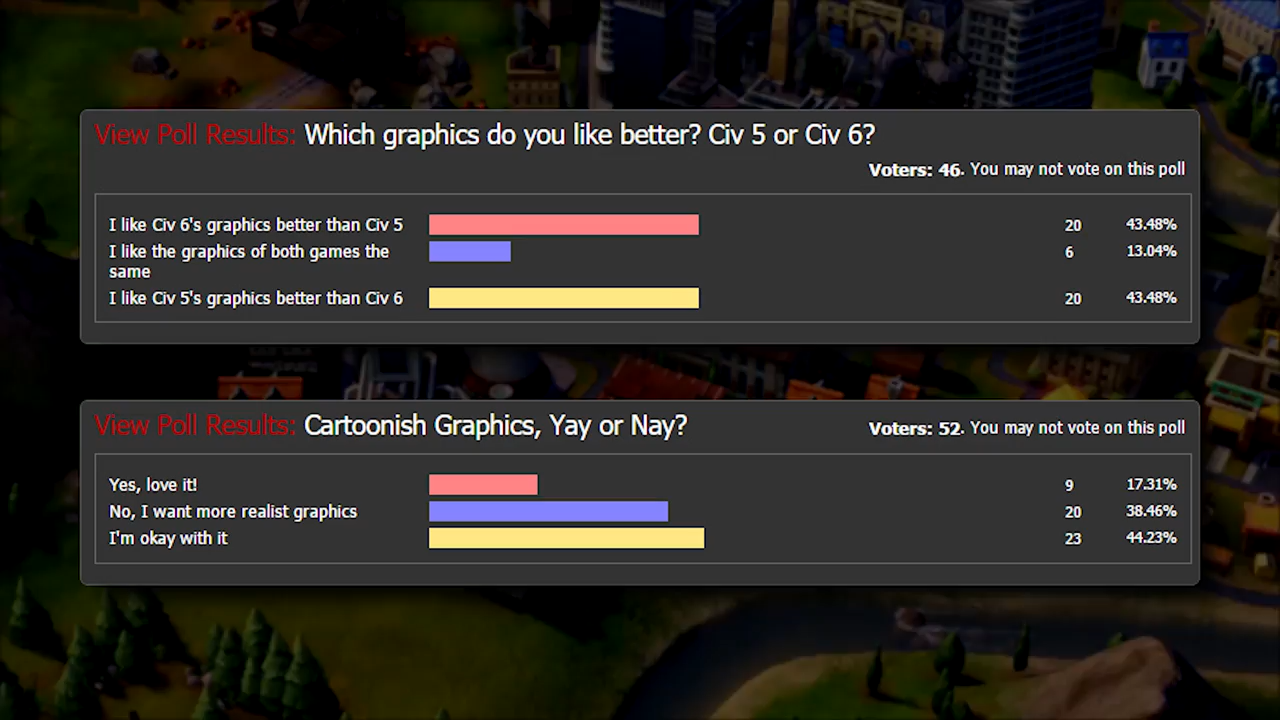 View Poll Results: Which graphics do you like better? Civ 5 or Civ 6?
Voters: 46. You may not vote on this poll
I like Civ 6's graphics better than Civ 5 20 43.48%
I like the graphics of both games the 6 13.04%
same
I like Civ 5's graphics better than Civ 6 20 43.48%
View Poll Results: Cartoonish Graphics, Yay or Nay? Voters: 52. You may not vote on this poll
Yes, love it! 9 17.31%
No, I want more realist graphics 20 38.46%
I'm okay with it 23 44.23%